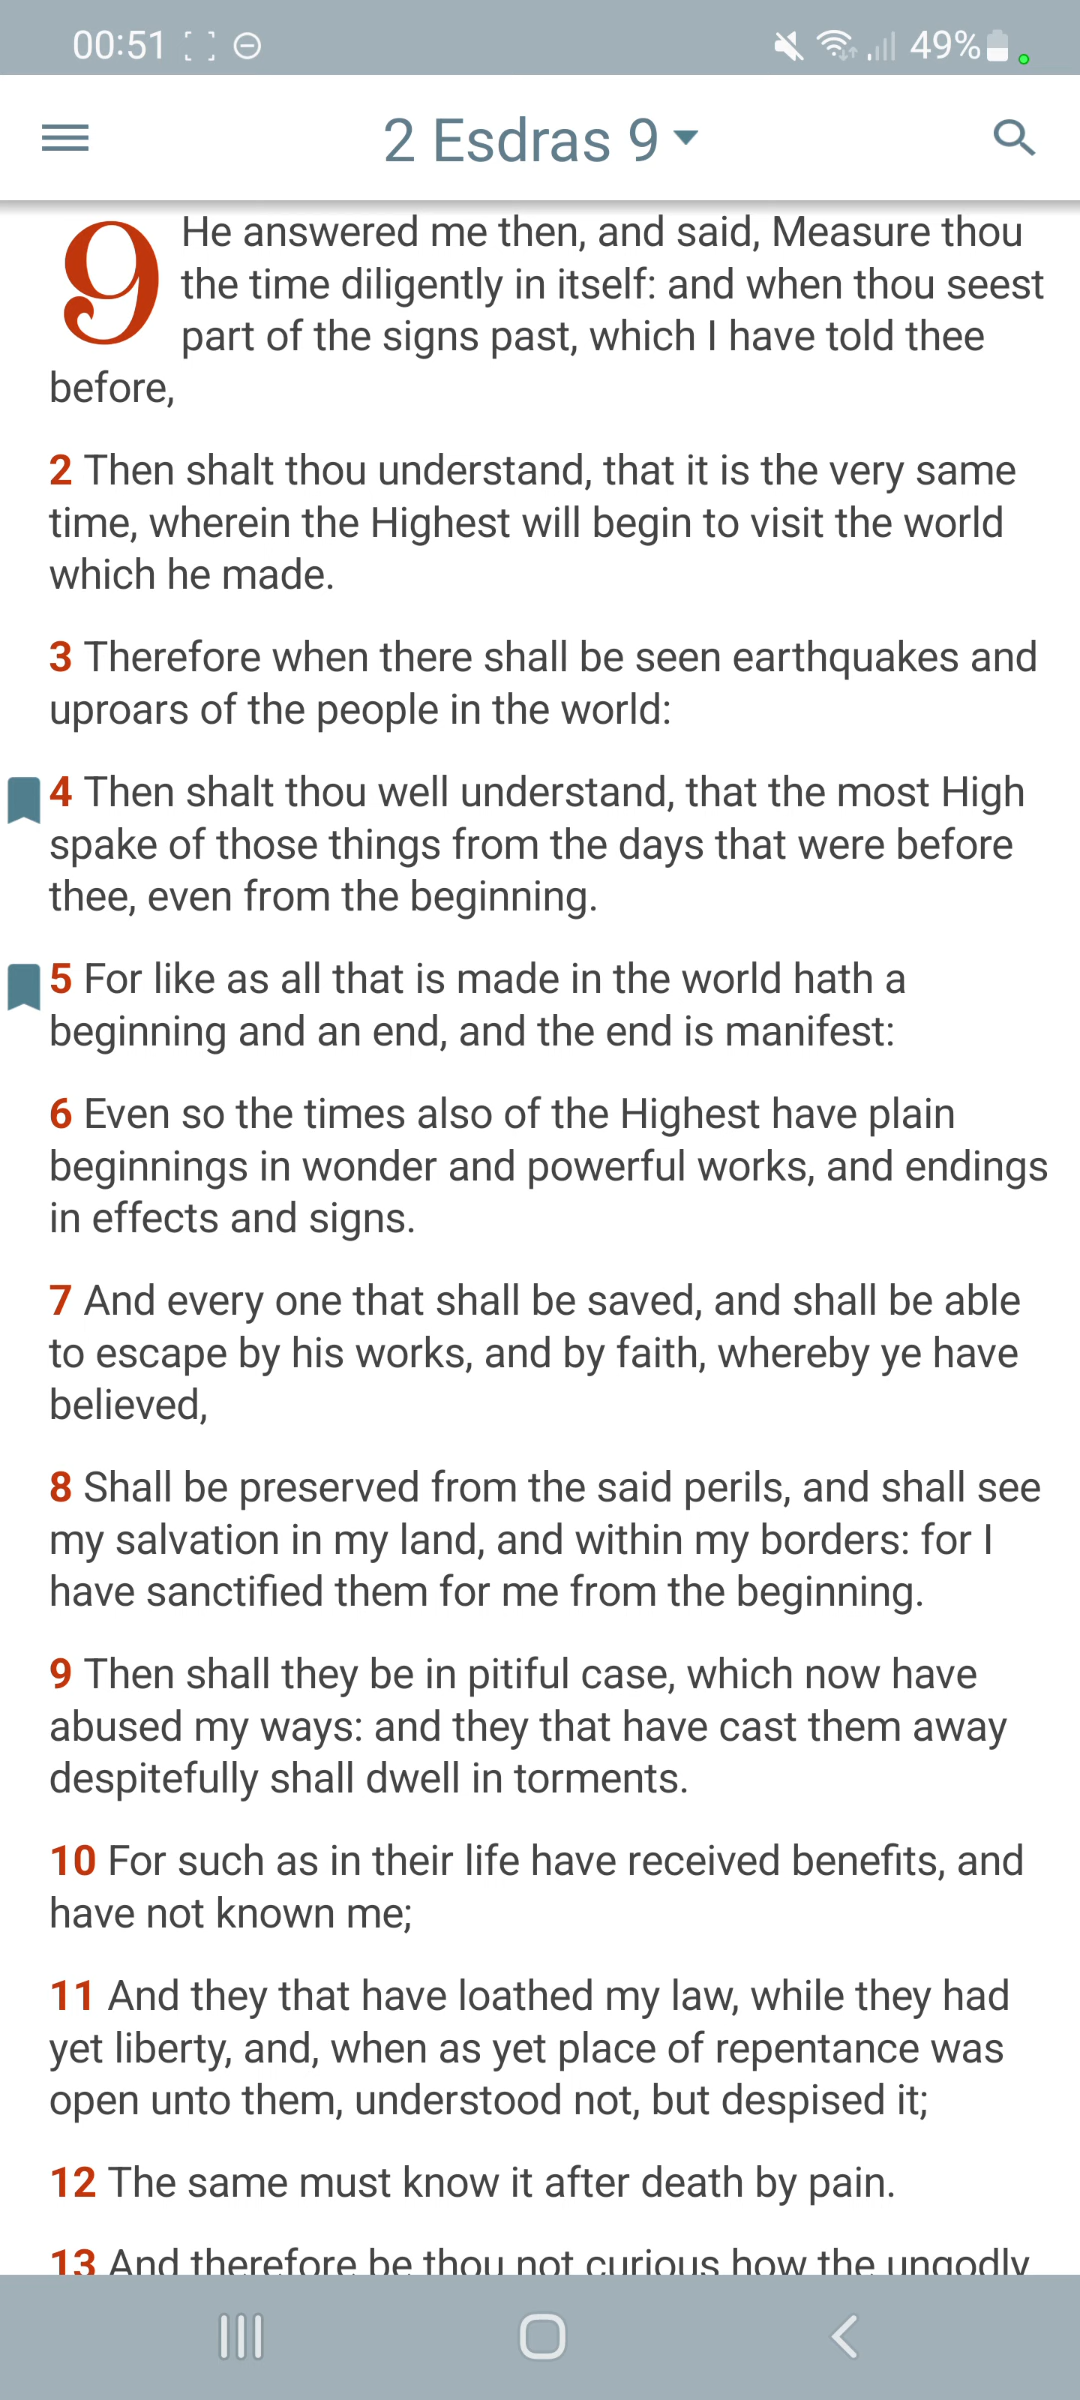 00:51
49%
2 Esdras 9
9 He answered me then, and said, Measure thou
the time diligently in itself: and when thou seest
part of the signs past, which I have told thee
before,
2 Then shalt thou understand, that it is the very same
time, wherein the Highest will begin to visit the world
which he made.
3 Therefore when there shall be seen earthquakes and
uproars of the people in the world:
4 Then shalt thou well understand, that the most High
spake of those things from the days that were before
thee, even from the beginning.
5 For like as all that is made in the world hath a
beginning and an end, and the end is manifest:
6 Even so the times also of the Highest have plain
beginnings in wonder and powerful works, and endings
in effects and signs.
7 And every one that shall be saved, and shall be able
to escape by his works, and by faith, whereby ye have
believed,
8 Shall be preserved from the said perils, and shall see
my salvation in my land, and within my borders: for I
have sanctified them for me from the beginning.
9 Then shall they be in pitiful case, which now have
abused my ways: and they that have cast them away
despitefully shall dwell in torments.
10 For such as in their life have received benefits, and
have not known me;
11 And they that have loathed my law, while they had
yet liberty, and, when as yet place of repentance was
open unto them, understood not, but despised it;
12 The same must know it after death by pain.
13 And therefore be thou not curious how the ungodly